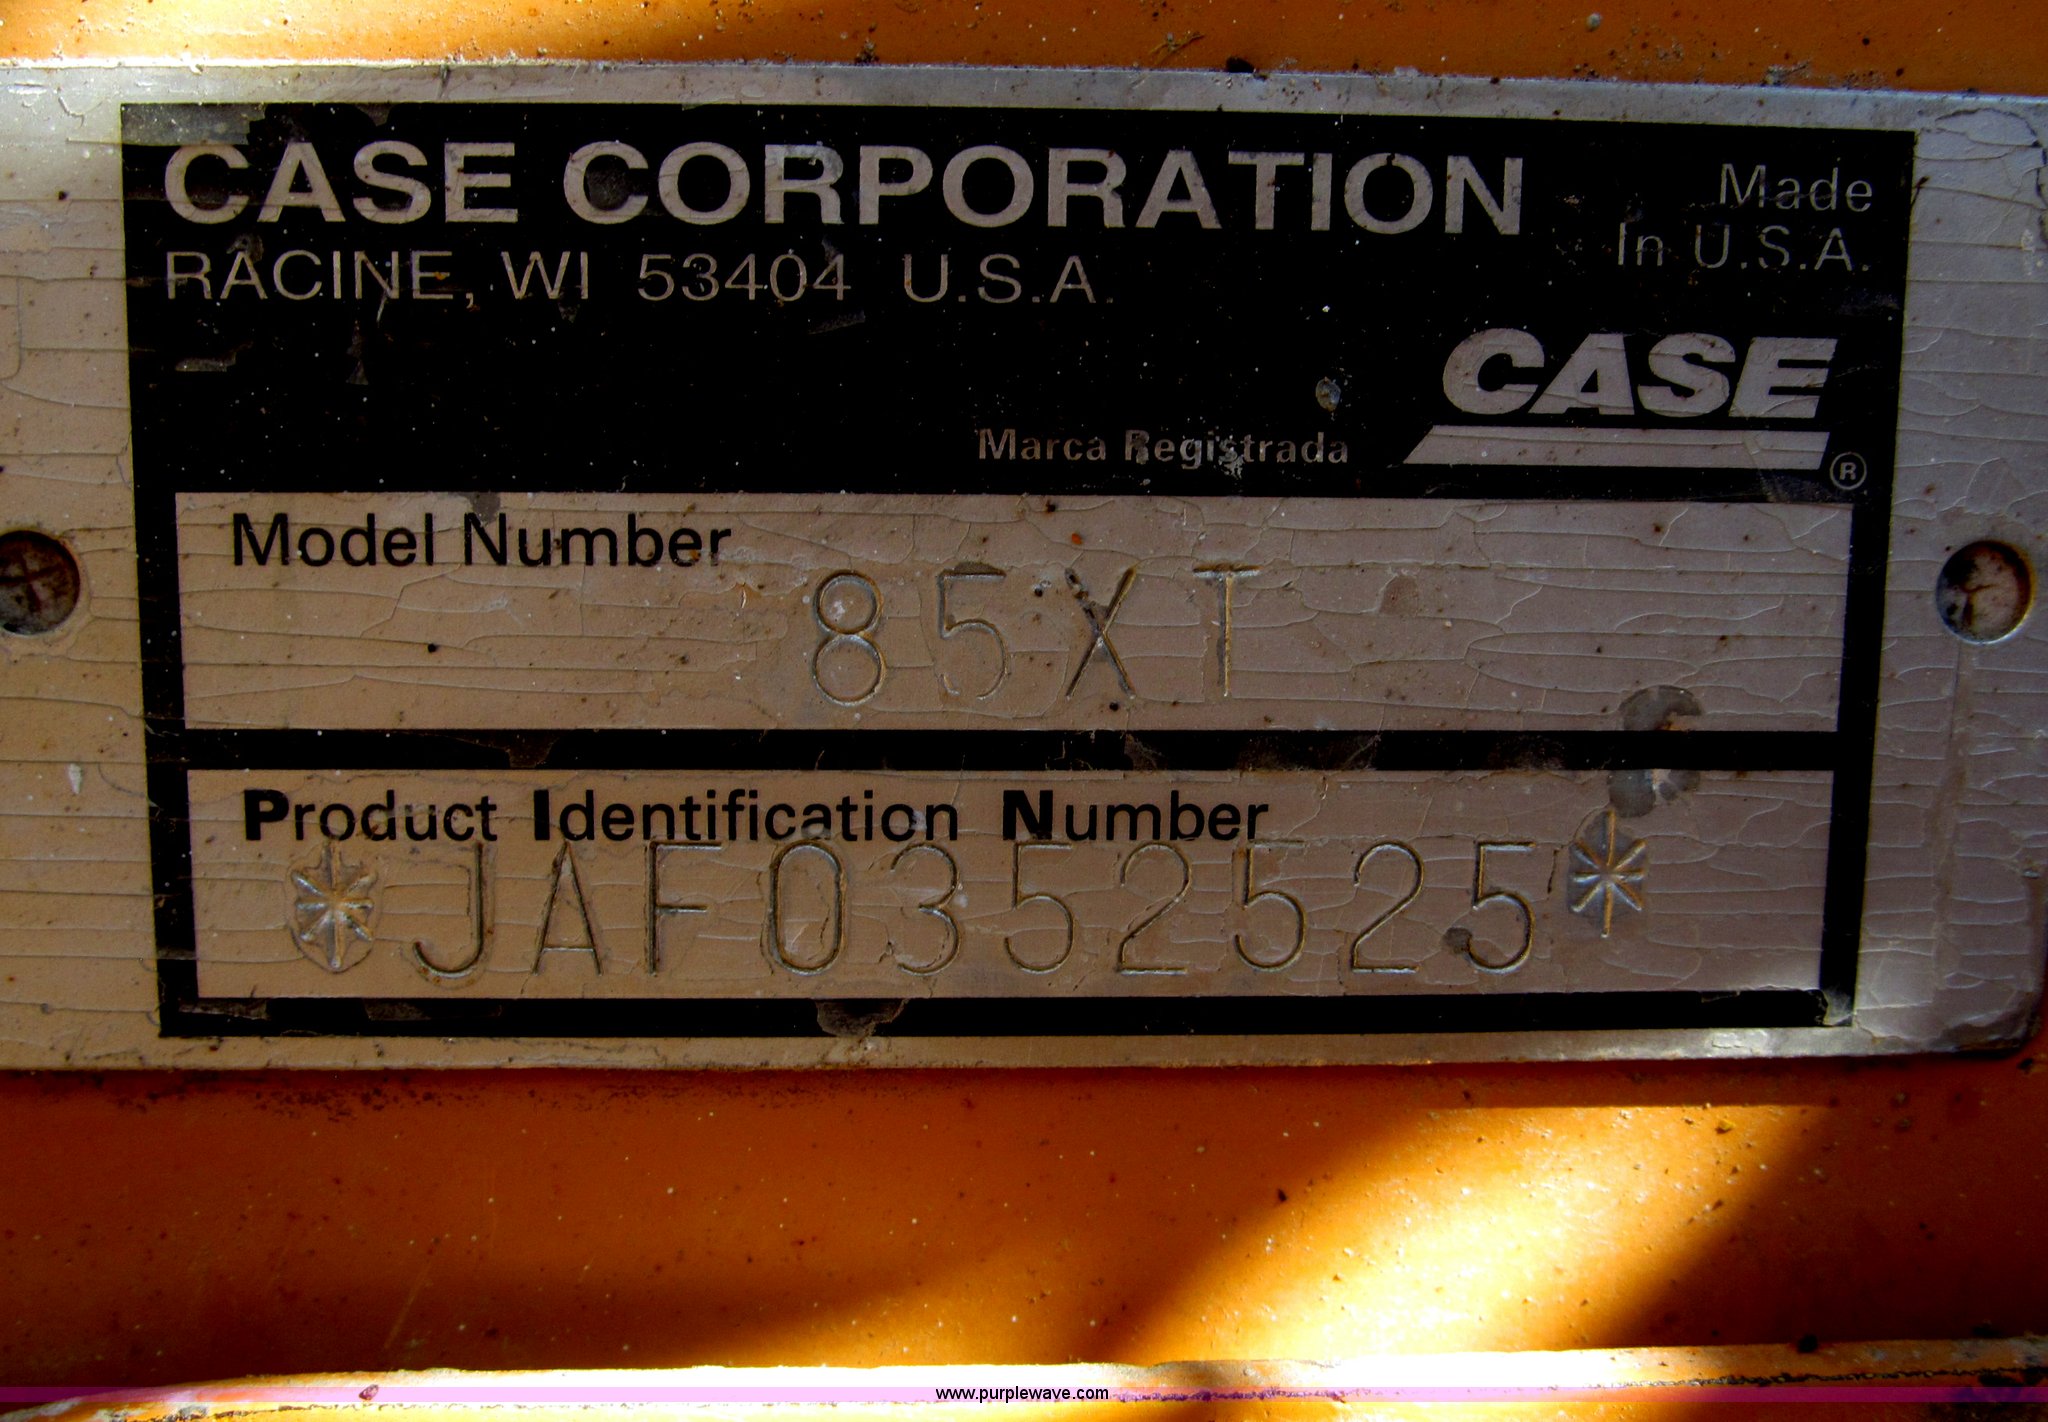 CASE CORPORATION
Made
In U.S.A.
RACINE, WI 53404 U.S.A.
CASE
Marca Registrada ®
Model Number
85XT
Product Identification Number
*JAF0352525*
www.purplewave.com